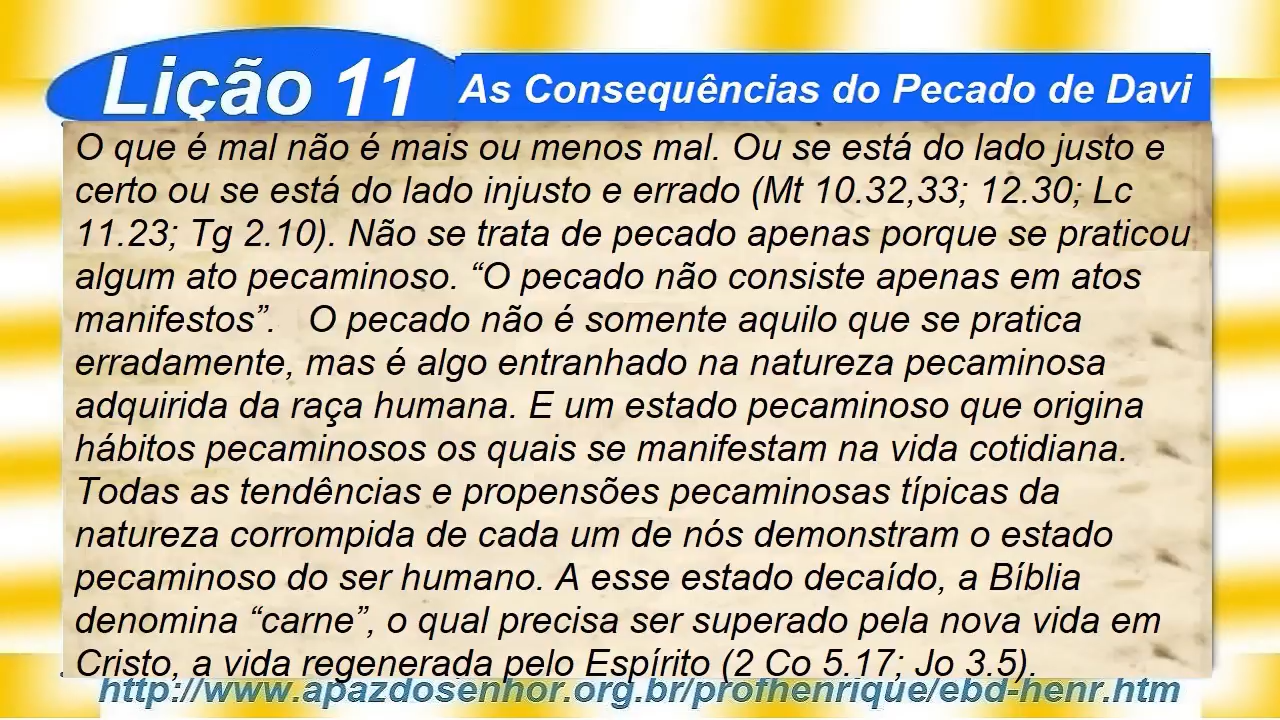 Lição 11
As Consequências do Pecado de Davi
O que é mal não é mais ou menos mal. Ou se está do lado justo e
certo ou se está do lado injusto e errado (Mt 10.32,33; 12.30; Lc
11.23; Tg 2.10). Não se trata de pecado apenas porque se praticou
algum ato pecaminoso. “O pecado não consiste apenas em atos
manifestos”. O pecado não é somente aquilo que se pratica
erradamente, mas é algo entranhado na natureza pecaminosa
adquirida da raça humana. E um estado pecaminoso que origina
hábitos pecaminosos os quais se manifestam na vida cotidiana.
Todas as tendências e propensões pecaminosas típicas da
natureza corrompida de cada um de nós demonstram o estado
pecaminoso do ser humano. A esse estado decaído, a Bíblia
denomina “carne”, o qual precisa ser superado pela nova vida em
Cristo, a vida regenerada pelo Espírito (2 Co 5.17; Jo 3.5).
http://www.apazdosenhor.org.br/profhenrique/ebd-henr.htm